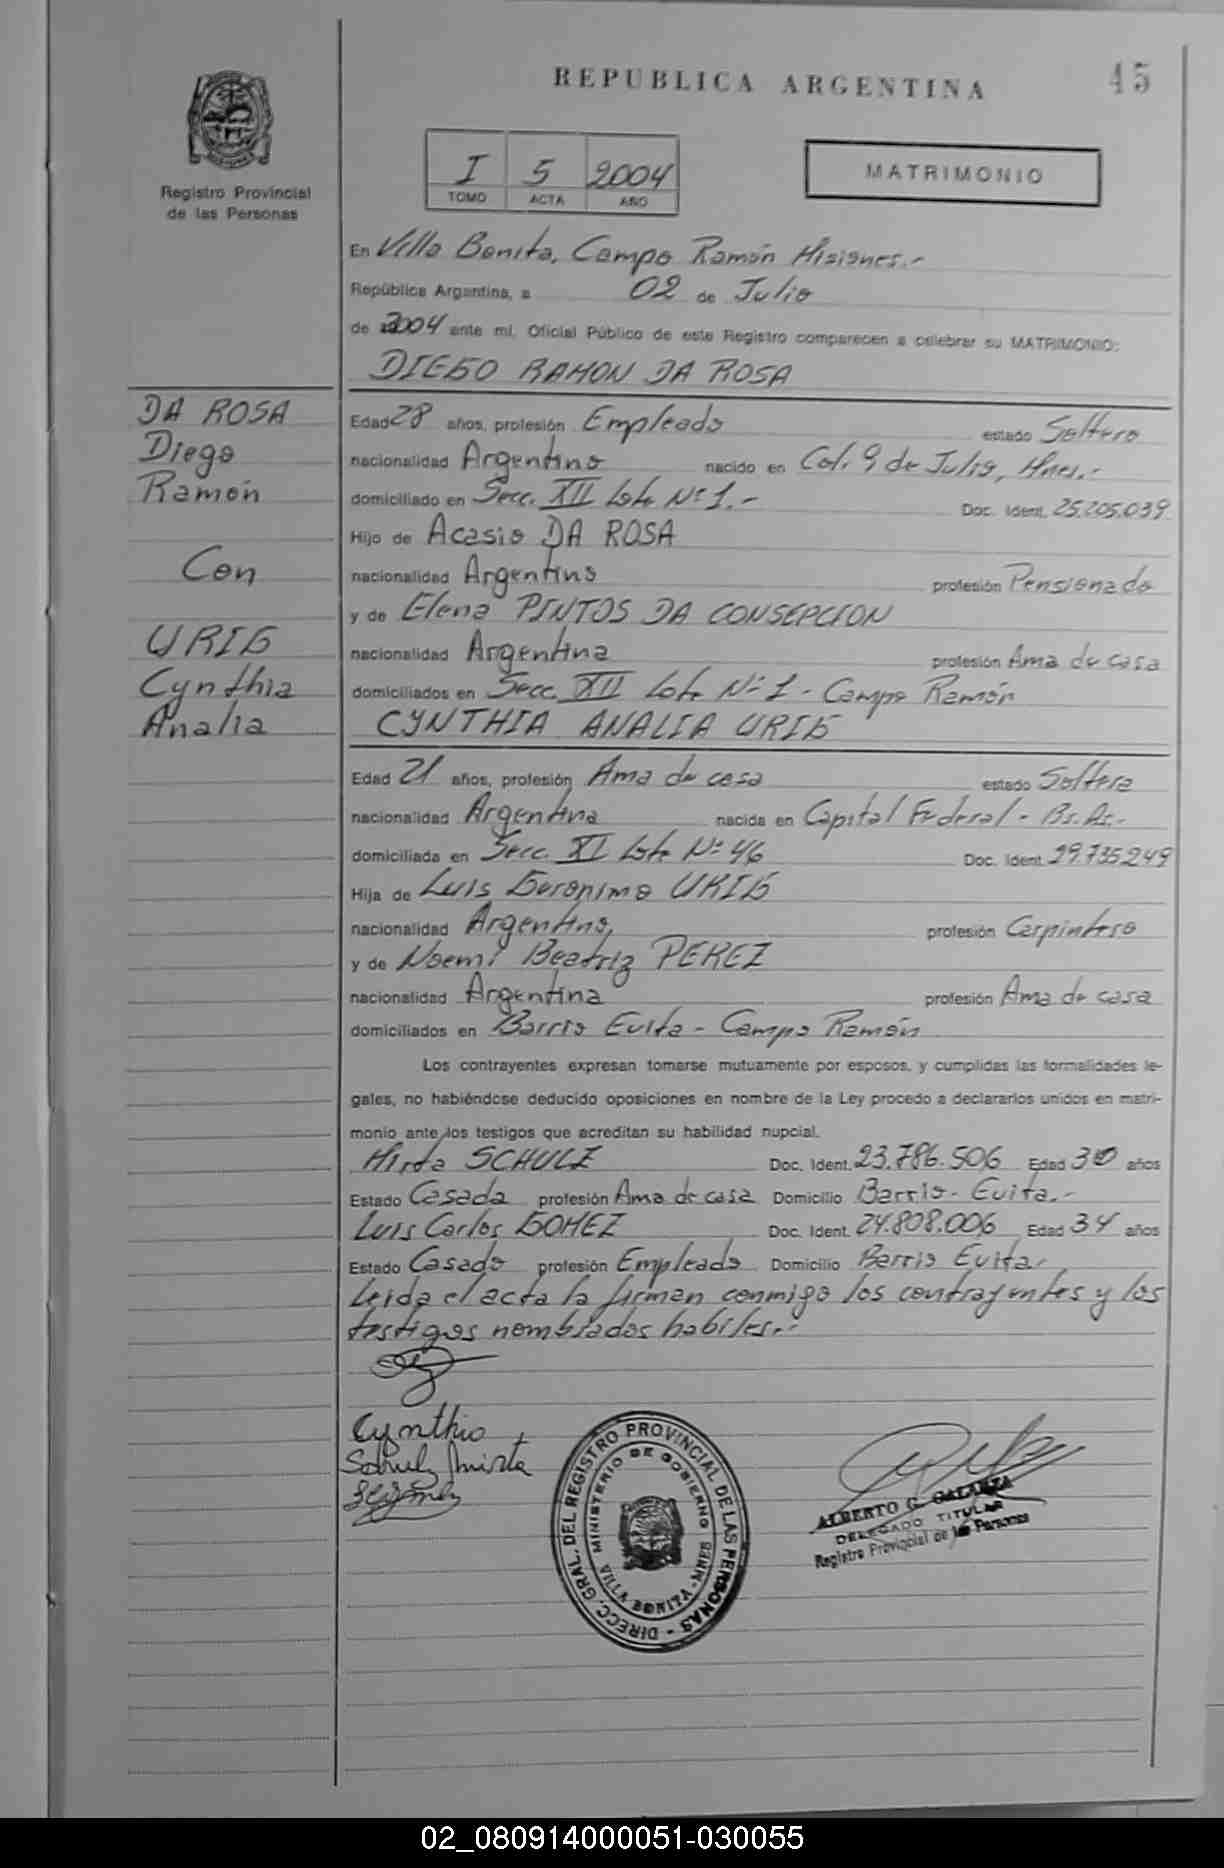 REPUBLICA ARGENTINA
45
Registro Provincial
de las Personas
I 5 2004
TOMO ACTA AÑO
MATRIMONIO
En Villa Bonita, Campo Ramón Misiones.-
República Argentina, a 02 de Julio
de 2004 ante mí, Oficial Público de este Registro comparecen a celebrar su MATRIMONIO:
DIEGO RAMON DA ROSA
DA ROSA
Diego
Ramón
Con
URIG
Cynthia
Analia
Edad 28 años, profesión Empleado estado Soltero
nacionalidad Argentino nacido en Col. 9 de Julio, Mnes.-
domiciliado en Secc. XII Lote Nº 1.- Doc. Ident. 25.205.039
Hijo de Acasio DA ROSA
nacionalidad Argentino profesión Pensionado
y de Elena PINTOS DA CONSEPCION
nacionalidad Argentina profesión Ama de casa
domiciliados en Secc. XII Lote Nº 1 - Campo Ramón
CYNTHIA ANALIA URIG
Edad 21 años, profesión Ama de casa estado Soltera
nacionalidad Argentina nacida en Capital Federal - Bs. As.-
domiciliada en Secc. XI Lote Nº 46 Doc. Ident. 29.735.249
Hija de Luis Geronimo URIG
nacionalidad Argentino, profesión Carpintero
y de Noemi Beatriz PEREZ
nacionalidad Argentina profesión Ama de casa
domiciliados en Barrio Evita - Campo Ramón
Los contrayentes expresan tomarse mutuamente por esposos, y cumplidas las formalidades le-
gales, no habiéndose deducido oposiciones en nombre de la Ley procedo a declararlos unidos en matri-
monio ante los testigos que acreditan su habilidad nupcial.
Mirta SCHULZ Doc. Ident. 23.786.506 Edad 30 años
Estado Casada profesión Ama de casa Domicilio Barrio - Evita.-
Luis Carlos GOMEZ Doc. Ident. 24.808.006 Edad 34 años
Estado Casado profesión Empleado Domicilio Barrio Evita.
Leida el acta la firman conmigo los contrayentes y los
testigos nombrados habiles.-
Cynthia
Schulz Mirta
DIRECC. GRAL. DEL REGISTRO PROVINCIAL DE LAS PERSONAS -
MINISTERIO DE GOBIERNO
VILLA BONITA - MNES
ALBERTO G. GALARZA
DELEGADO TITULAR
Registro Provincial de las Personas
02_080914000051-030055